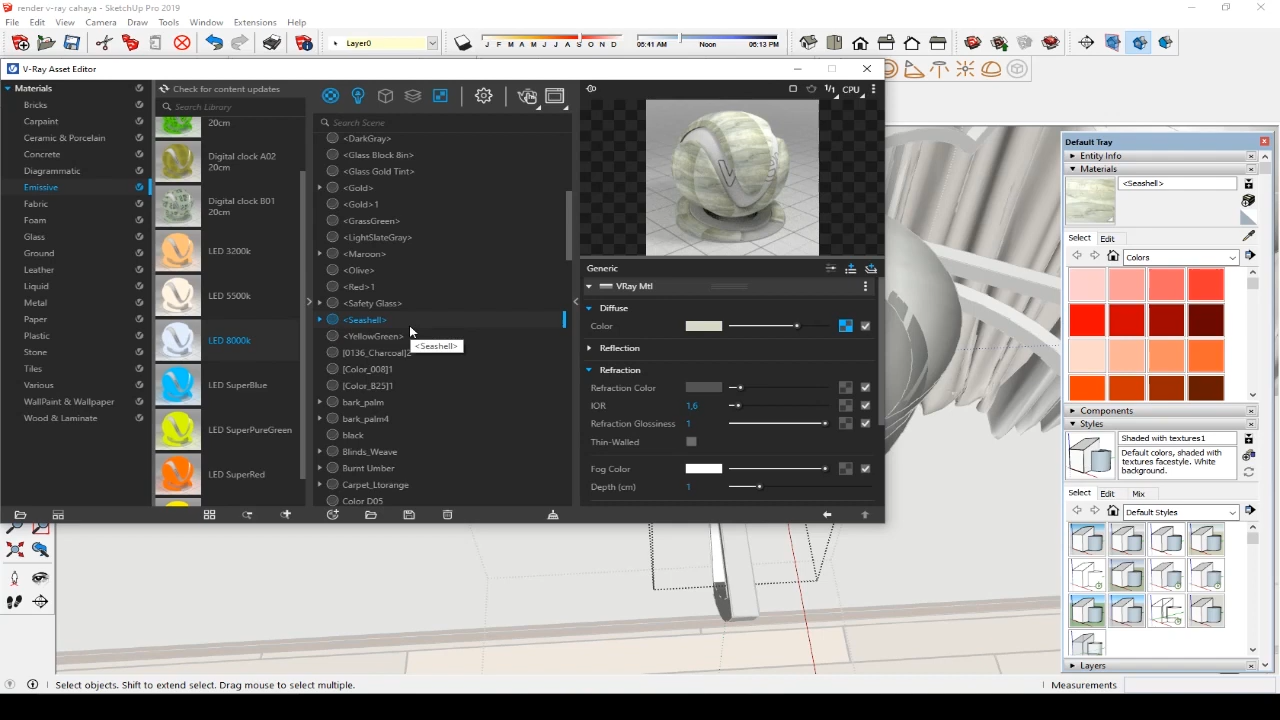 render v-ray cahaya - SketchUp Pro 2019
File Edit View Camera Draw Tools Window Extensions Help
Layer0
J F M A M J J A S O N D
06:41 AM Noon 06:13 PM
V-Ray Asset Editor
Materials
Bricks
Carpaint
Ceramic & Porcelain
Concrete
Diagrammatic
Emissive
Fabric
Foam
Glass
Ground
Leather
Liquid
Metal
Paper
Plastic
Stone
Tiles
Various
WallPaint & Wallpaper
Wood & Laminate
Check for content updates
Search Library
20cm
Digital clock A02
20cm
Digital clock B01
20cm
LED 3200k
LED 5500k
LED 8000k
LED SuperBlue
LED SuperPureGreen
LED SuperRed
Search Scene
<DarkGray>
<Glass Block 8in>
<Glass Gold Tint>
<Gold>
<Gold>1
<GrassGreen>
<LightSlateGray>
<Maroon>
<Olive>
<Red>1
<Safety Glass>
<Seashell>
<YellowGreen>
<Seashell>
[0136_Charcoal]2
[Color_008]1
[Color_B25]1
bark_palm
bark_palm4
black
Blinds_Weave
Burnt Umber
Carpet_Ltorange
Color D05
1/1 CPU
Generic
VRay Mtl
Diffuse
Color
Reflection
Refraction
Refraction Color
IOR 1,6
Refraction Glossiness 1
Thin-Walled
Fog Color
Depth (cm) 1
Default Tray
Entity Info
Materials
<Seashell>
Select Edit
Colors
Components
Styles
Shaded with textures1
Default colors, shaded with
textures facestyle. White
background.
Select Edit Mix
Default Styles
Layers
Select objects. Shift to extend select. Drag mouse to select multiple.
Measurements